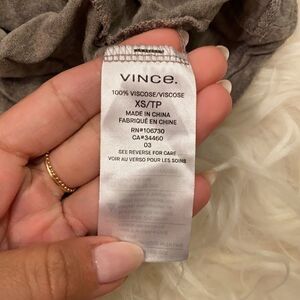 VINCE.
100% VISCOSE/VISCOSE
XS/TP
MADE IN CHINA
FABRIQUÉ EN CHINE
RN#106730
CA#34460
03
SEE REVERSE FOR CARE
VOIR AU VERSO POUR LES SOINS